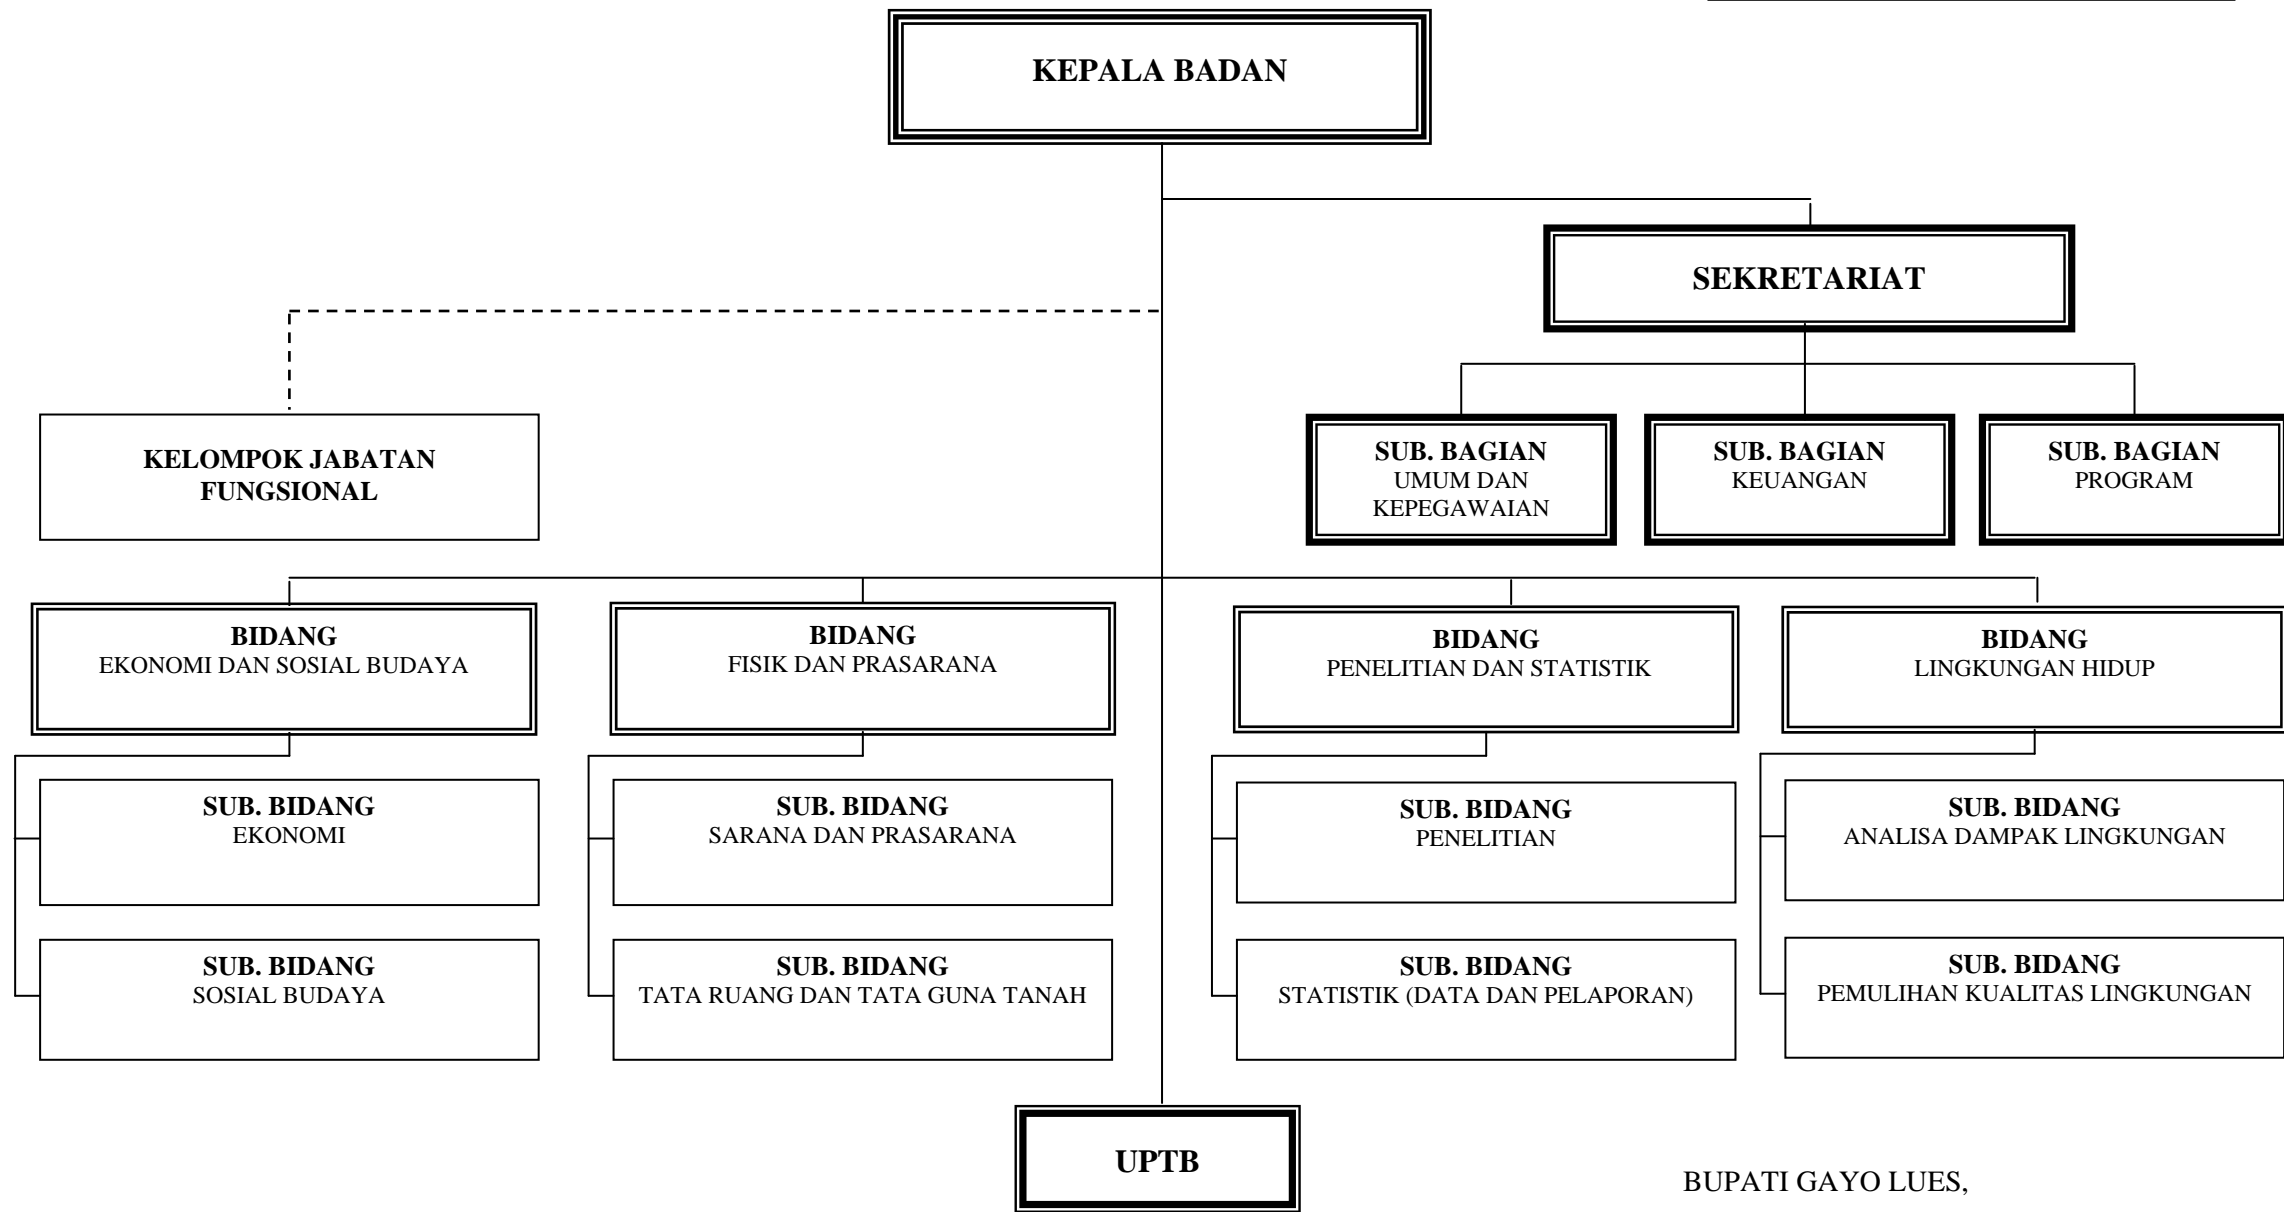 KEPALA BADAN
SEKRETARIAT
KELOMPOK JABATAN
FUNGSIONAL
SUB. BAGIAN
UMUM DAN
KEPEGAWAIAN
SUB. BAGIAN
KEUANGAN
SUB. BAGIAN
PROGRAM
BIDANG
EKONOMI DAN SOSIAL BUDAYA
BIDANG
FISIK DAN PRASARANA
BIDANG
PENELITIAN DAN STATISTIK
BIDANG
LINGKUNGAN HIDUP
SUB. BIDANG
EKONOMI
SUB. BIDANG
SARANA DAN PRASARANA
SUB. BIDANG
PENELITIAN
SUB. BIDANG
ANALISA DAMPAK LINGKUNGAN
SUB. BIDANG
SOSIAL BUDAYA
SUB. BIDANG
TATA RUANG DAN TATA GUNA TANAH
SUB. BIDANG
STATISTIK (DATA DAN PELAPORAN)
SUB. BIDANG
PEMULIHAN KUALITAS LINGKUNGAN
UPTB
BUPATI GAYO LUES,